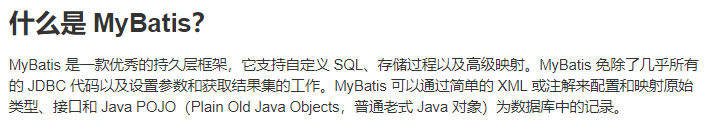 什么是 MyBatis？
MyBatis 是一款优秀的持久层框架，它支持自定义 SQL、存储过程以及高级映射。MyBatis 免除了几乎所有
的 JDBC 代码以及设置参数和获取结果集的工作。MyBatis 可以通过简单的 XML 或注解来配置和映射原始
类型、接口和 Java POJO（Plain Old Java Objects，普通老式 Java 对象）为数据库中的记录。